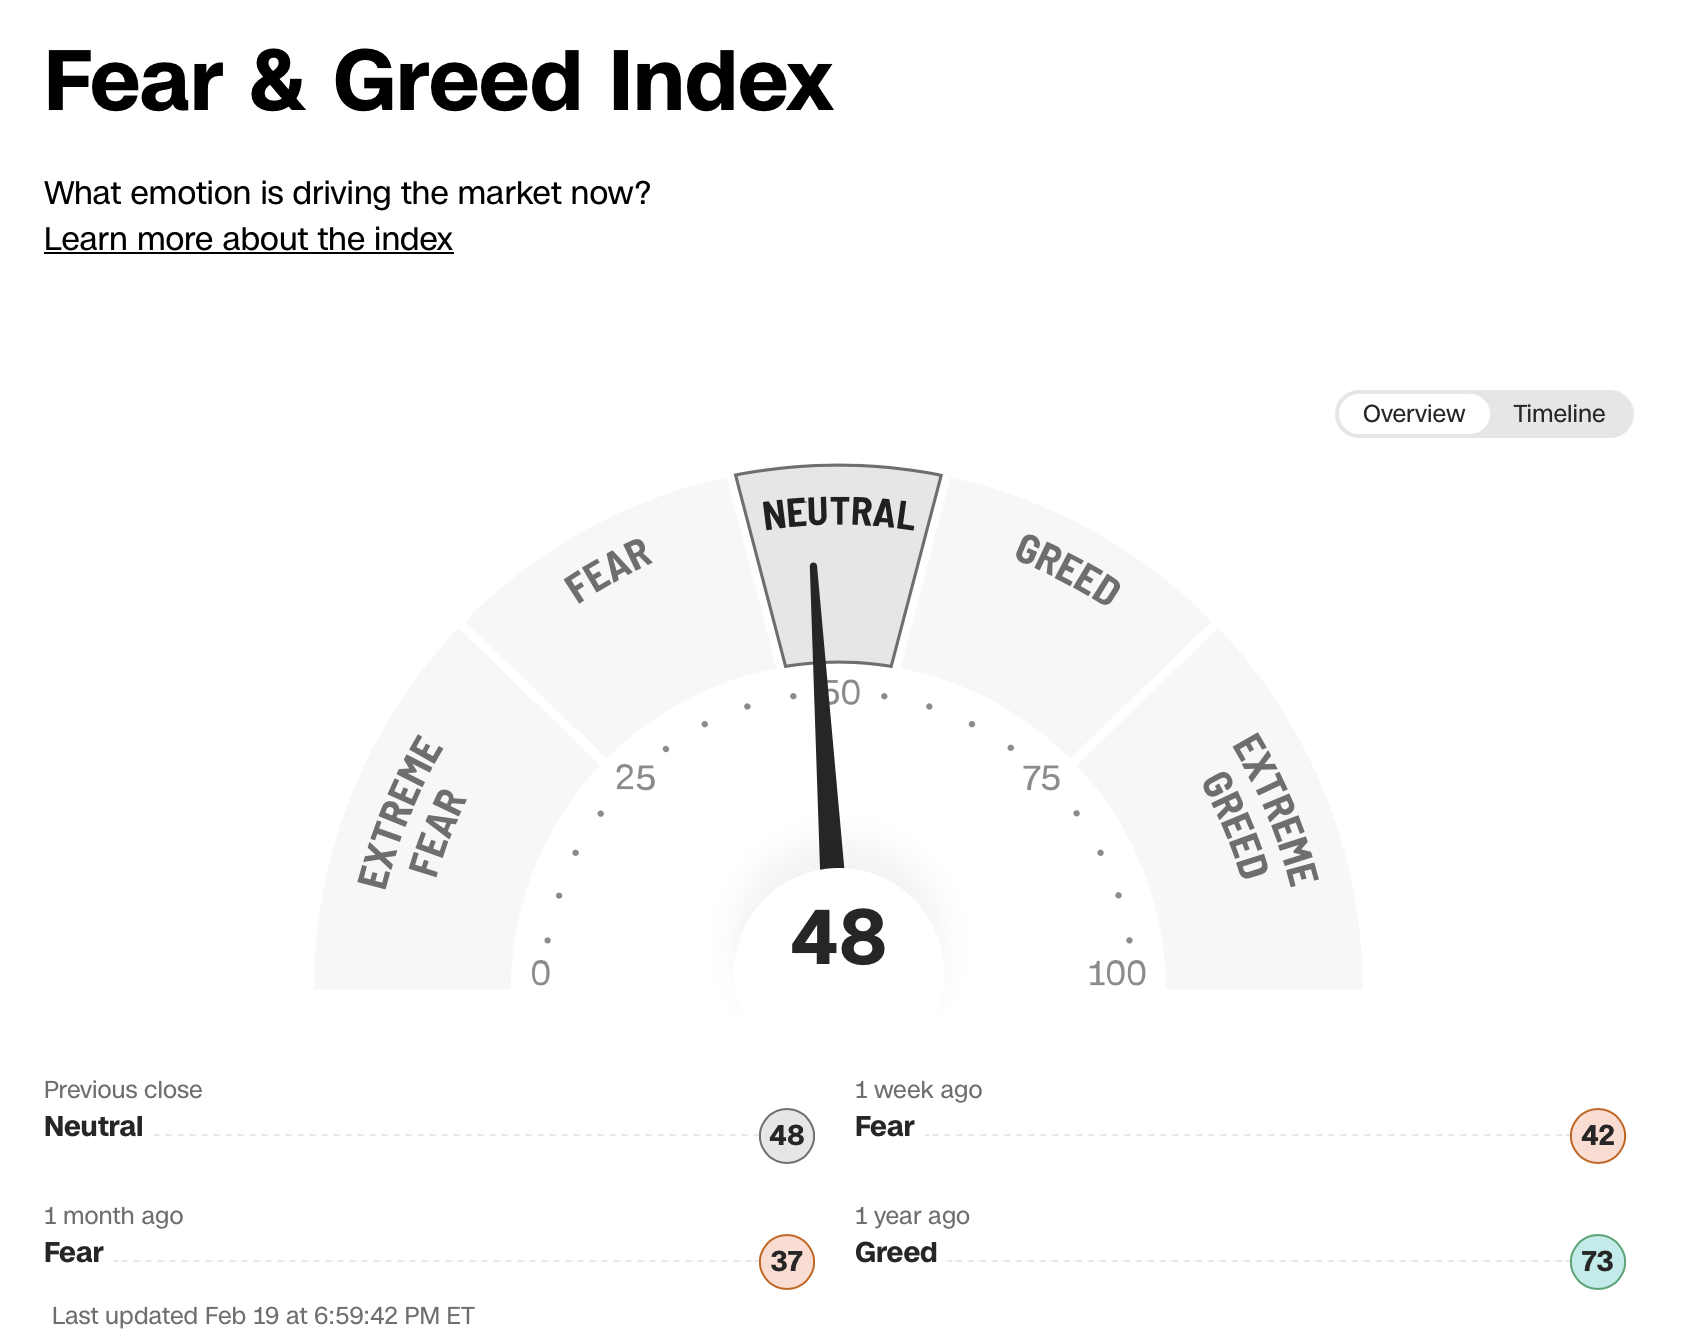 Fear & Greed Index
What emotion is driving the market now?
Learn more about the index
Overview Timeline
EXTREME
FEAR
FEAR
NEUTRAL
GREED
EXTREME
GREED
0
25
50
75
100
48
Previous close
Neutral 48
1 week ago
Fear 42
1 month ago
Fear 37
1 year ago
Greed 73
Last updated Feb 19 at 6:59:42 PM ET